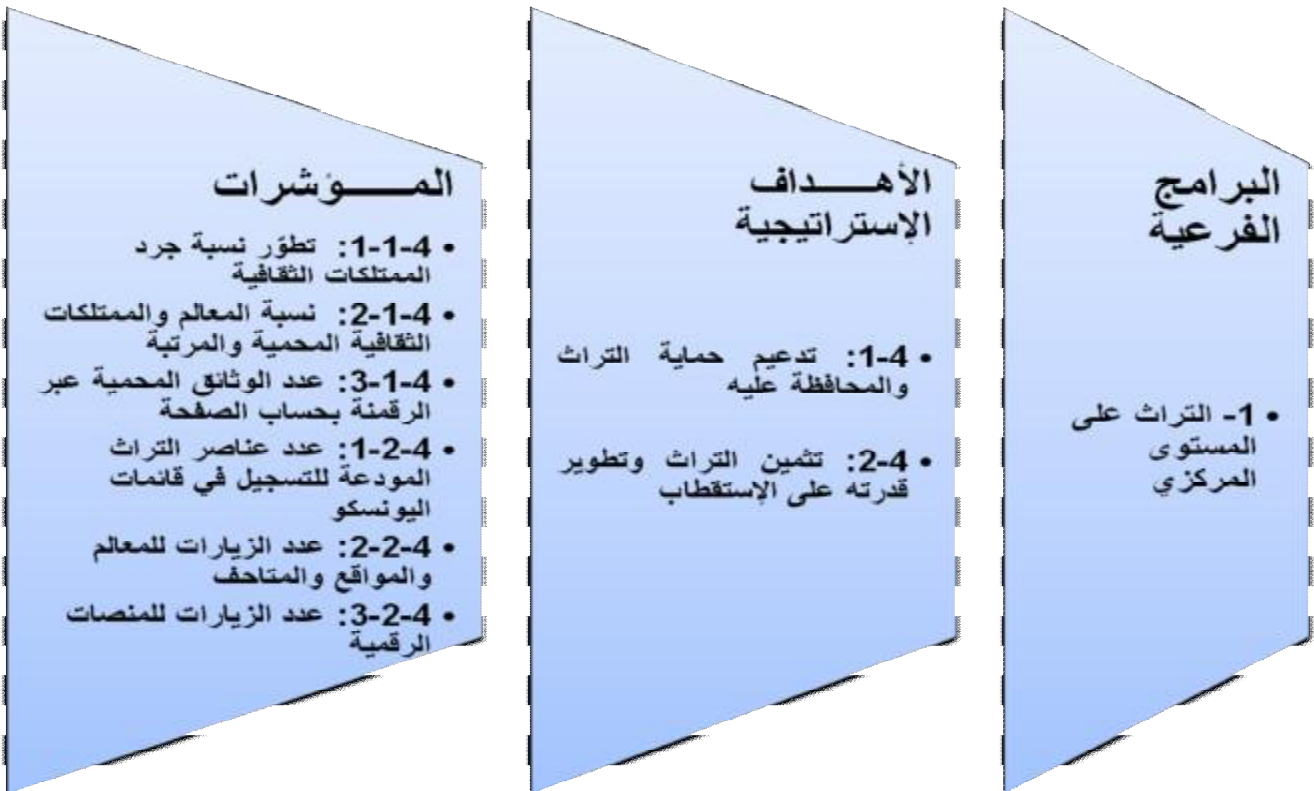 البرامج
الفرعية
• 1- التراث على
المستوى
المركزي
الأهـــداف
الإستراتيجية
• 1-4: تدعيم حماية التراث
والمحافظة عليه
• 2-4: تثمين التراث وتطوير
قدرته على الإستقطاب
المـــــؤشرات
• 1-1-4: تطوّر نسبة جرد
الممتلكات الثقافية
• 2-1-4: نسبة المعالم والممتلكات
الثقافية المحمية والمرتبة
• 3-1-4: عدد الوثائق المحمية عبر
الرقمنة بحساب الصفحة
• 1-2-4: عدد عناصر التراث
المودعة للتسجيل في قائمات
اليونسكو
• 2-2-4: عدد الزيارات للمعالم
والمواقع والمتاحف
• 3-2-4: عدد الزيارات للمنصات
الرقمية